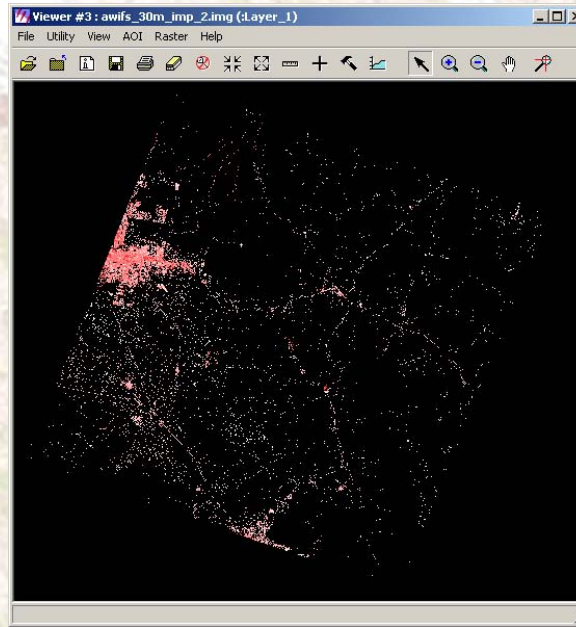 Viewer #3 : awifs_30m_imp_2.img (:Layer_1)
File Utility View AOI Raster Help